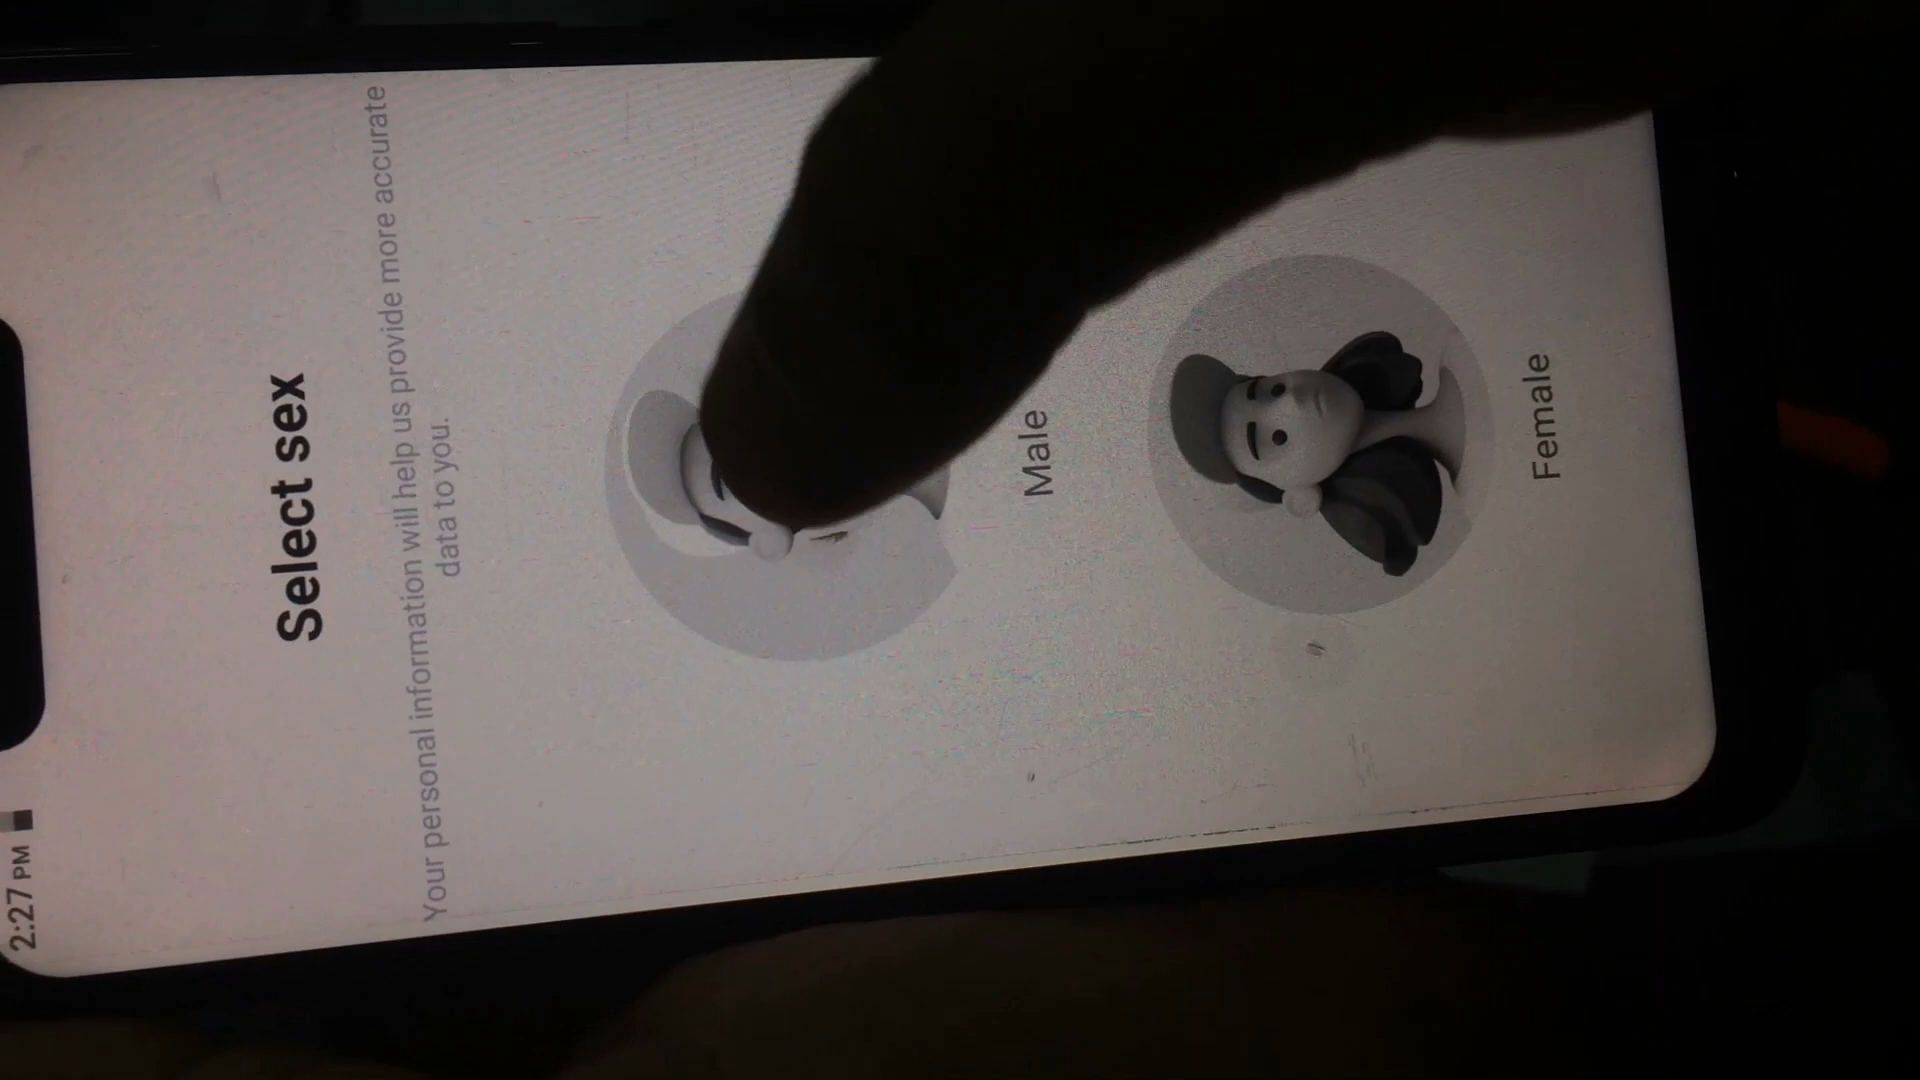 2:27 PM
Select sex
Your personal information will help us provide more accurate
data to you.
Male
Female